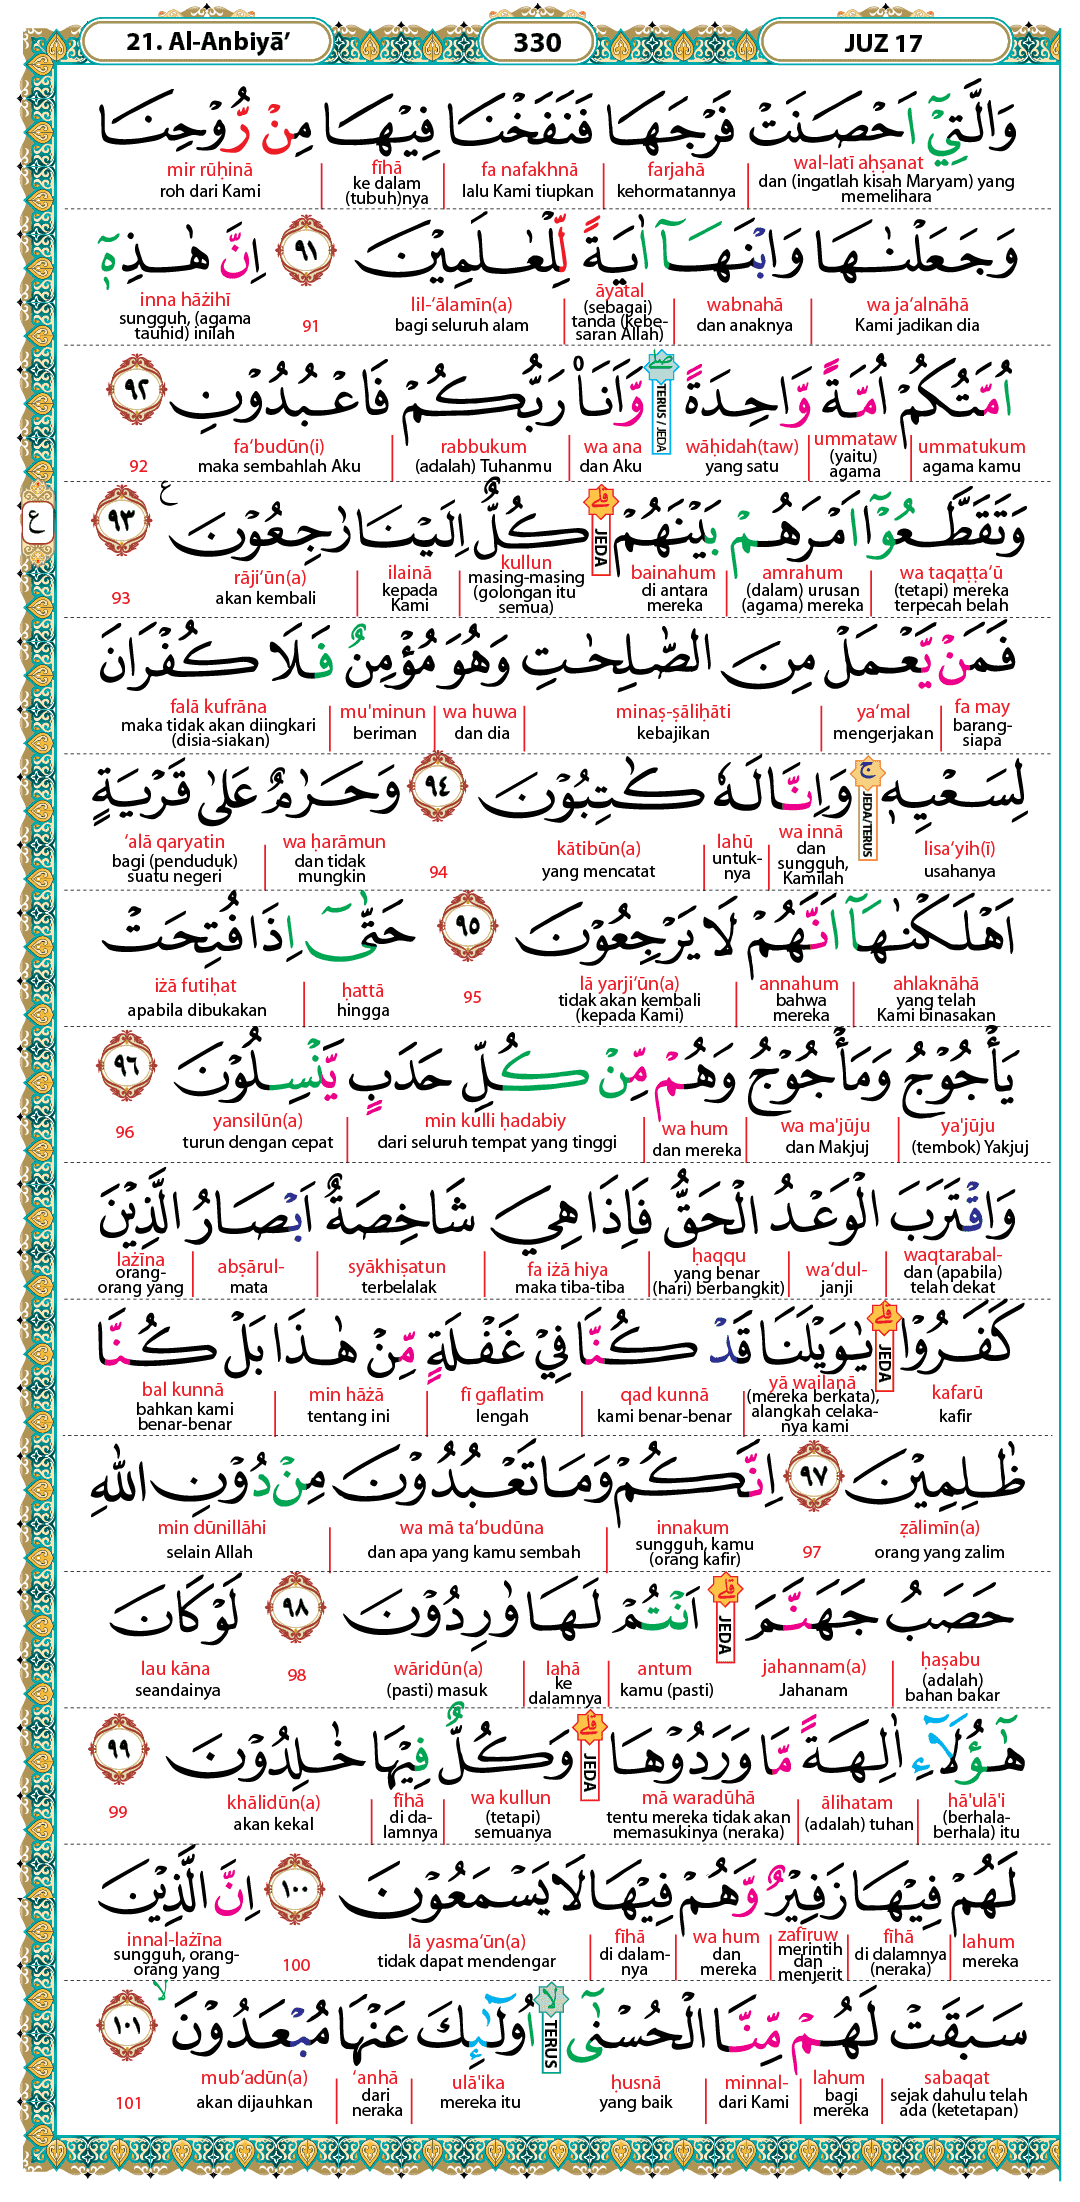 21. Al-Anbiyā’
330
JUZ 17
وَالَّتِيْٓ اَحْصَنَتْ فَرْجَهَا فَنَفَخْنَا فِيْهَا مِنْ رُّوْحِنَا
wal-latī aḥṣanat
dan (ingatlah kisah Maryam) yang
memelihara
farjahā
kehormatannya
fa nafakhnā
lalu Kami tiupkan
fīhā
ke dalam
(tubuh)nya
mir rūḥinā
roh dari Kami
وَجَعَلْنٰهَا وَابْنَهَآ اٰيَةً لِّلْعٰلَمِيْنَ ٩١ اِنَّ هٰذِهٖٓ
wa ja‘alnāhā
Kami jadikan dia
wabnahā
dan anaknya
āyatal
(sebagai)
tanda (kebe-
saran Allah)
lil-‘ālamīn(a)
bagi seluruh alam
91
inna hāżihī
sungguh, (agama
tauhid) inilah
اُمَّتُكُمْ اُمَّةً وَّاحِدَةً ۖ وَّاَنَا۠ رَبُّكُمْ فَاعْبُدُوْنِ ٩٢
TERUS / JEDA
ummatukum
agama kamu
ummataw
(yaitu)
agama
wāḥidah(taw)
yang satu
wa ana
dan Aku
rabbukum
(adalah) Tuhanmu
fa‘budūn(i)
maka sembahlah Aku
92
وَتَقَطَّعُوْٓا اَمْرَهُمْ بَيْنَهُمْ ۗ كُلٌّ اِلَيْنَا رٰجِعُوْنَ ࣖ ٩٣
JEDA
ع
wa taqaṭṭa‘ū
(tetapi) mereka
terpecah belah
amrahum
(dalam) urusan
(agama) mereka
bainahum
di antara
mereka
kullun
masing-masing
(golongan itu
semua)
ilainā
kepada
Kami
rāji‘ūn(a)
akan kembali
93
فَمَنْ يَّعْمَلْ مِنَ الصّٰلِحٰتِ وَهُوَ مُؤْمِنٌ فَلَا كُفْرَانَ
fa may
barang-
siapa
ya‘mal
mengerjakan
minaṣ-ṣāliḥāti
kebajikan
wa huwa
dan dia
mu'minun
beriman
falā kufrāna
maka tidak akan diingkari
(disia-siakan)
لِسَعْيِهٖ ۚ وَاِنَّا لَهٗ كٰتِبُوْنَ ٩٤ وَحَرٰمٌ عَلٰى قَرْيَةٍ
JEDA/TERUS
lisa‘yih(ī)
usahanya
wa innā
dan
sungguh,
Kamilah
lahū
untuk-
nya
kātibūn(a)
yang mencatat
94
wa ḥarāmun
dan tidak
mungkin
‘alā qaryatin
bagi (penduduk)
suatu negeri
اَهْلَكْنٰهَآ اَنَّهُمْ لَا يَرْجِعُوْنَ ٩٥ حَتّٰىٓ اِذَا فُتِحَتْ
ahlaknāhā
yang telah
Kami binasakan
annahum
bahwa
mereka
lā yarji‘ūn(a)
tidak akan kembali
(kepada Kami)
95
ḥattā
hingga
iżā futiḥat
apabila dibukakan
يَأْجُوْجُ وَمَأْجُوْجُ وَهُمْ مِّنْ كُلِّ حَدَبٍ يَّنْسِلُوْنَ ٩٦
ya'jūju
(tembok) Yakjuj
wa ma'jūju
dan Makjuj
wa hum
dan mereka
min kulli ḥadabiy
dari seluruh tempat yang tinggi
yansilūn(a)
turun dengan cepat
96
وَاقْتَرَبَ الْوَعْدُ الْحَقُّ فَاِذَا هِيَ شَاخِصَةٌ اَبْصَارُ الَّذِيْنَ
waqtarabal-
dan (apabila)
telah dekat
wa‘dul-
janji
ḥaqqu
yang benar
(hari) berbangkit)
fa iżā hiya
maka tiba-tiba
syākhiṣatun
terbelalak
abṣārul-
mata
lażīna
orang-
orang yang
كَفَرُوْا ۗ يٰوَيْلَنَا قَدْ كُنَّا فِيْ غَفْلَةٍ مِّنْ هٰذَا بَلْ كُنَّا
JEDA
kafarū
kafir
yā wailanā
(mereka berkata),
alangkah celaka-
nya kami
qad kunnā
kami benar-benar
fī gaflatim
lengah
min hāżā
tentang ini
bal kunnā
bahkan kami
benar-benar
ظٰلِمِيْنَ ٩٧ اِنَّكُمْ وَمَا تَعْبُدُوْنَ مِنْ دُوْنِ اللّٰهِ
ẓālimīn(a)
orang yang zalim
97
innakum
sungguh, kamu
(orang kafir)
wa mā ta‘budūna
dan apa yang kamu sembah
min dūnillāhi
selain Allah
حَصَبُ جَهَنَّمَ ۗ اَنْتُمْ لَهَا وٰرِدُوْنَ ٩٨ لَوْ كَانَ
JEDA
ḥaṣabu
(adalah)
bahan bakar
jahannam(a)
Jahanam
antum
kamu (pasti)
lahā
ke
dalamnya
wāridūn(a)
(pasti) masuk
98
lau kāna
seandainya
هٰٓؤُلَاۤءِ اٰلِهَةً مَّا وَرَدُوْهَا ۗ وَكُلٌّ فِيْهَا خٰلِدُوْنَ ٩٩
JEDA
hā'ulā'i
(berhala-
berhala) itu
ālihatam
(adalah) tuhan
mā waradūhā
tentu mereka tidak akan
memasukinya (neraka)
wa kullun
(tetapi)
semuanya
fīhā
di da-
lamnya
khālidūn(a)
akan kekal
99
لَهُمْ فِيْهَا زَفِيْرٌ وَّهُمْ فِيْهَا لَا يَسْمَعُوْنَ ١٠٠ اِنَّ الَّذِيْنَ
lahum
mereka
fīhā
di dalamnya
(neraka)
zafīruw
merintih
dan
menjerit
wa hum
dan
mereka
fīhā
di dalam-
nya
lā yasma‘ūn(a)
tidak dapat mendengar
100
innal-lażīna
sungguh, orang-
orang yang
سَبَقَتْ لَهُمْ مِّنَّا الْحُسْنٰىٓ ۙ اُولٰۤىِٕكَ عَنْهَا مُبْعَدُوْنَ ۙ ١٠١
TERUS
sabaqat
sejak dahulu telah
ada (ketetapan)
lahum
bagi
mereka
minnal-
dari Kami
ḥusnā
yang baik
ulā'ika
mereka itu
‘anhā
dari
neraka
mub‘adūn(a)
akan dijauhkan
101